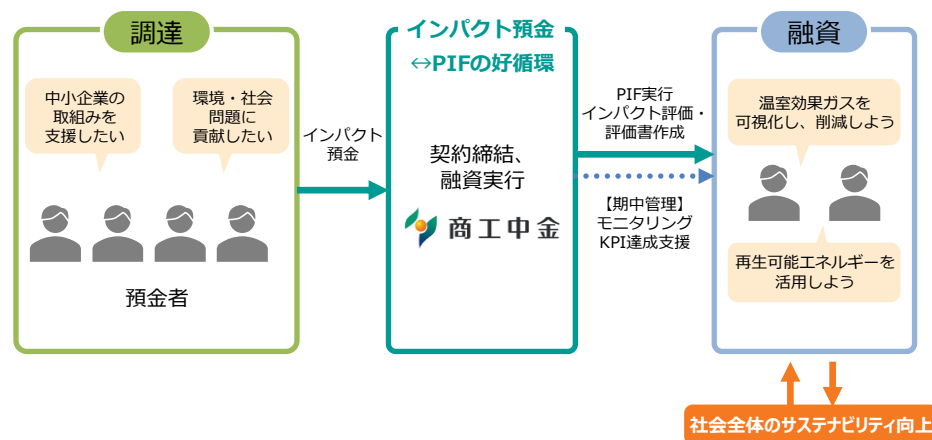 調達
中小企業の
取組みを
支援したい
環境・社会
問題に
貢献したい
預金者
インパクト
預金
インパクト預金
↔PIFの好循環
契約締結、
融資実行
商工中金
PIF実行
インパクト評価・
評価書作成
【期中管理】
モニタリング
KPI達成支援
融資
温室効果ガスを
可視化し、削減しよう
再生可能エネルギーを
活用しよう
社会全体のサステナビリティ向上